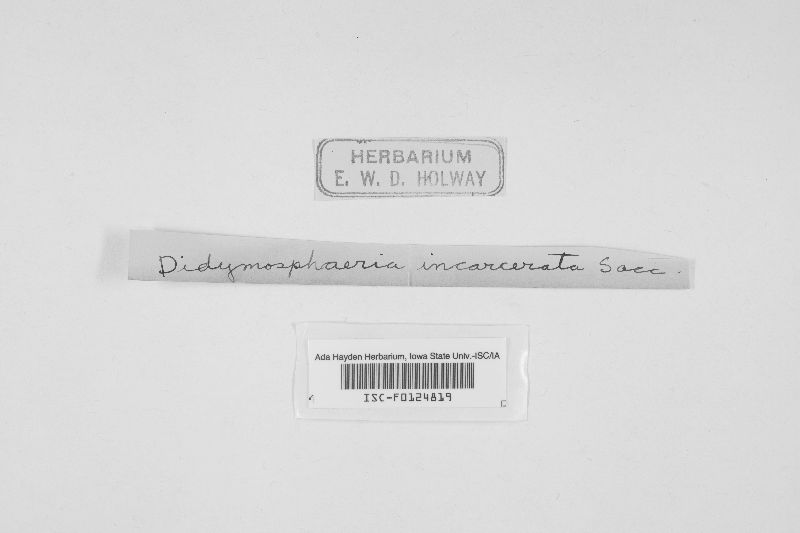 HERBARIUM
E. W. D. HOLWAY
Didymosphaeria incarcerata Sacc.
Ada Hayden Herbarium, Iowa State Univ.-ISC/IA
ISC-F0124819